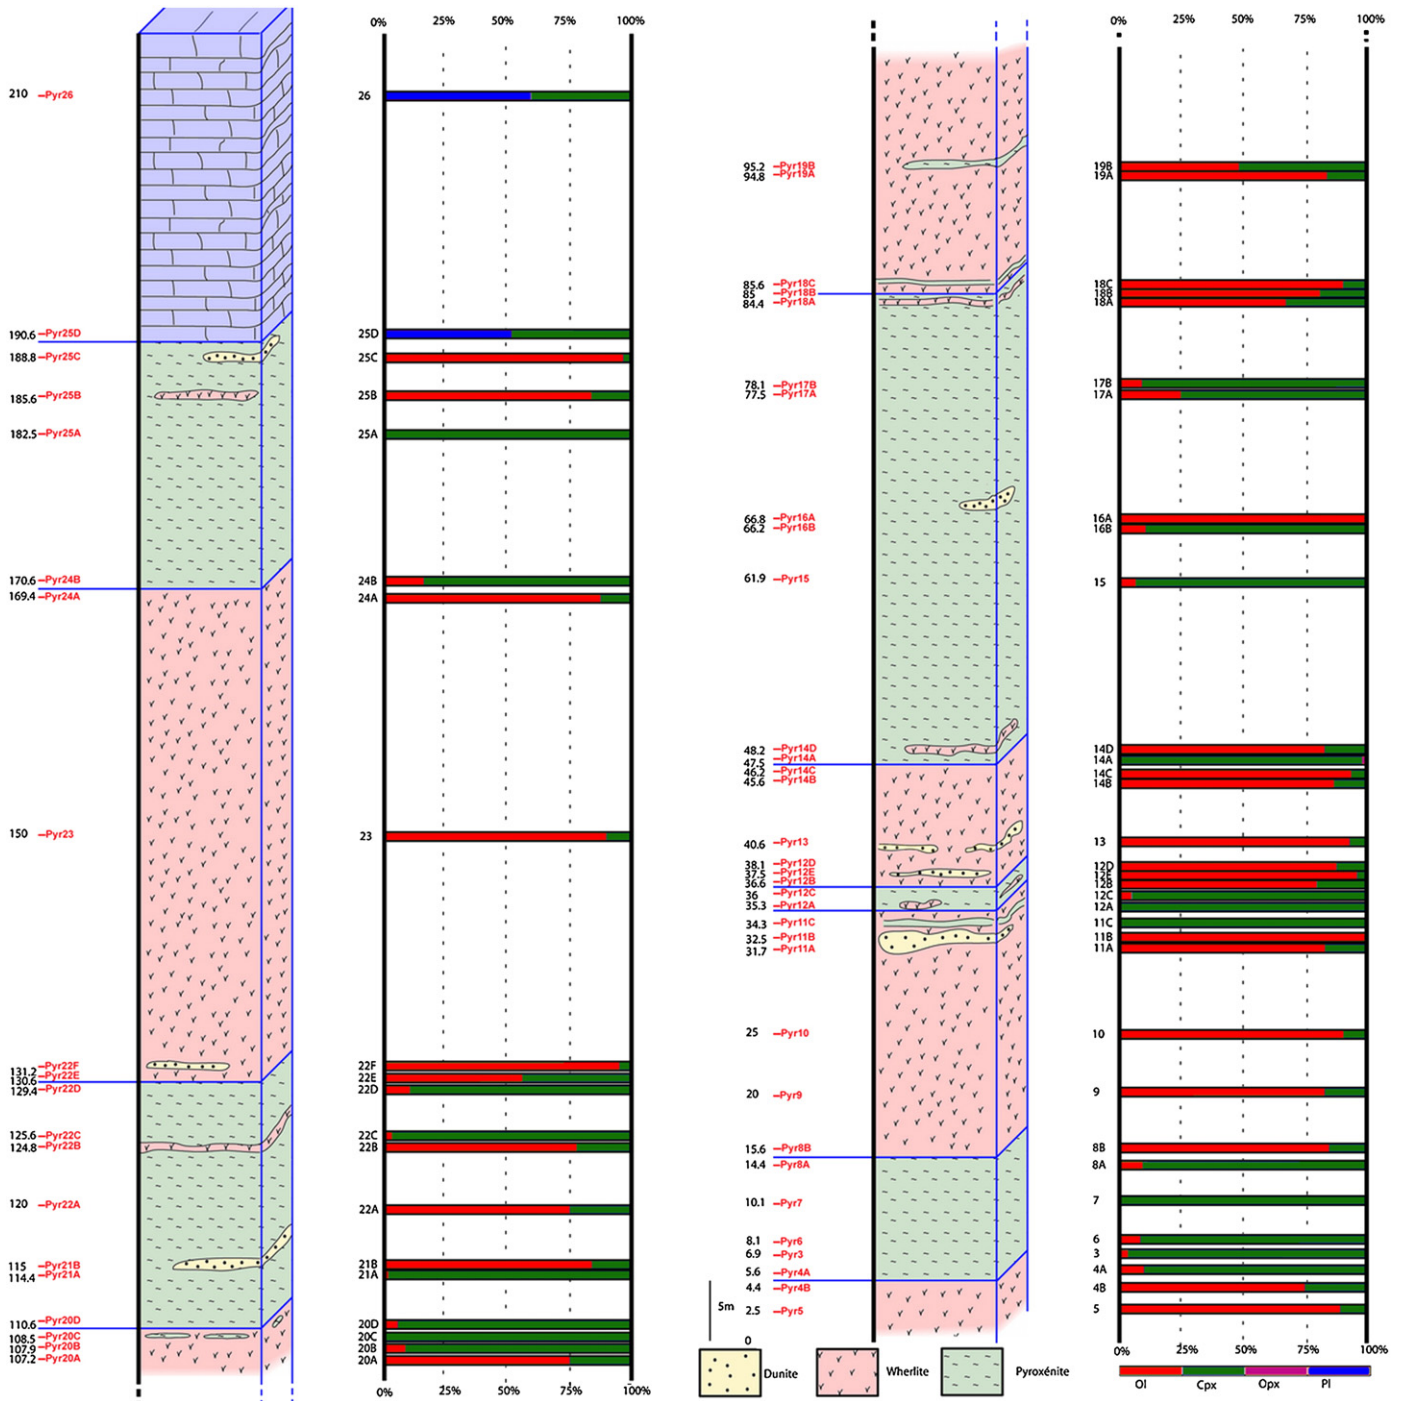 0% 25% 50% 75% 100%
210 Pyr26
190.6 Pyr25D
188.8 Pyr25C
185.6 Pyr25B
182.5 Pyr25A
170.6 Pyr24B
169.4 Pyr24A
150 Pyr23
131.2 Pyr22F
130.6 Pyr22E
129.4 Pyr22D
125.6 Pyr22C
124.8 Pyr22B
120 Pyr22A
115 Pyr21B
114.4 Pyr21A
110.6 Pyr20D
108.5 Pyr20C
107.9 Pyr20B
107.2 Pyr20A
26
25D
25C
25B
25A
24B
24A
23
22F
22E
22D
22C
22B
22A
21B
21A
20D
20C
20B
20A
0% 25% 50% 75% 100%
0% 25% 50% 75% 100%
95.2 Pyr19B
94.8 Pyr19A
85.6 Pyr18C
85 Pyr18B
84.4 Pyr18A
78.1 Pyr17B
77.5 Pyr17A
66.8 Pyr16A
66.2 Pyr16B
61.9 Pyr15
48.2 Pyr14D
47.5 Pyr14A
46.2 Pyr14C
45.6 Pyr14B
40.6 Pyr13
38.1 Pyr12D
37.5 Pyr12E
36.6 Pyr12B
36 Pyr12C
35.3 Pyr12A
34.3 Pyr11C
32.5 Pyr11B
31.7 Pyr11A
25 Pyr10
20 Pyr9
15.6 Pyr8B
14.4 Pyr8A
10.1 Pyr7
8.1 Pyr6
6.9 Pyr3
5.6 Pyr4A
4.4 Pyr4B
2.5 Pyr5
0
5m
19B
19A
18C
18B
18A
17B
17A
16A
16B
15
14D
14A
14C
14B
13
12D
12E
12B
12C
12A
11C
11B
11A
10
9
8B
8A
7
6
3
4A
4B
5
0% 25% 50% 75% 100%
Dunite Wherlite Pyroxénite
Ol Cpx Opx Pl